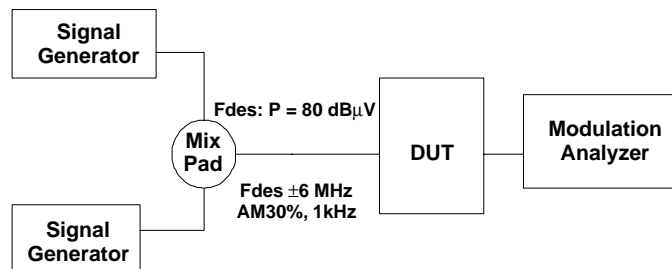 Signal
Generator
Fdes: P = 80 dBμV
Mix
Pad
DUT
Modulation
Analyzer
Fdes ±6 MHz
AM30%, 1kHz
Signal
Generator